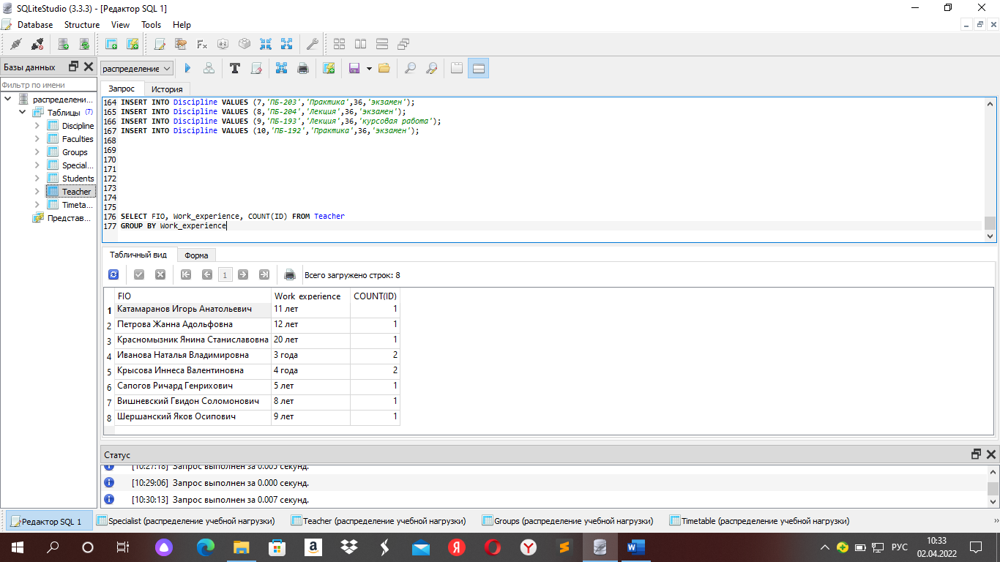 SQLiteStudio (3.3.3) - [Редактор SQL 1]
Database Structure View Tools Help
Базы данных
распределение
Фильтр по имени
распределени...
Таблицы (7)
Discipline
Faculties
Groups
Special...
Students
Teacher
Timeta...
Представ...
Запрос История
164 INSERT INTO Discipline VALUES (7,'ПБ-203','Практика',36,'экзамен');
165 INSERT INTO Discipline VALUES (8,'ПБ-204','Лекция',36,'экзамен');
166 INSERT INTO Discipline VALUES (9,'ПБ-193','Лекция',36,'курсовая работа');
167 INSERT INTO Discipline VALUES (10,'ПБ-192','Практика',36,'экзамен');
168
169
170
171
172
173
174
175
176 SELECT FIO, Work_experience, COUNT(ID) FROM Teacher
177 GROUP BY Work_experience
Табличный вид Форма
1 Всего загружено строк: 8
FIO Work_experience COUNT(ID)
1 Катамаранов Игорь Анатольевич 11 лет 1
2 Петрова Жанна Адольфовна 12 лет 1
3 Красномызник Янина Станиславовна 20 лет 1
4 Иванова Наталья Владимировна 3 года 2
5 Крысова Иннеса Валентиновна 4 года 2
6 Сапогов Ричард Генрихович 5 лет 1
7 Вишневский Гвидон Соломонович 8 лет 1
8 Шершанский Яков Осипович 9 лет 1
Статус
[10:27:18] Запрос выполнен за 0.005 секунд.
[10:29:06] Запрос выполнен за 0.000 секунд.
[10:30:13] Запрос выполнен за 0.007 секунд.
Редактор SQL 1 Specialist (распределение учебной нагрузки) Teacher (распределение учебной нагрузки) Groups (распределение учебной нагрузки) Timetable (распределение учебной нагрузки)
РУС
10:33
02.04.2022